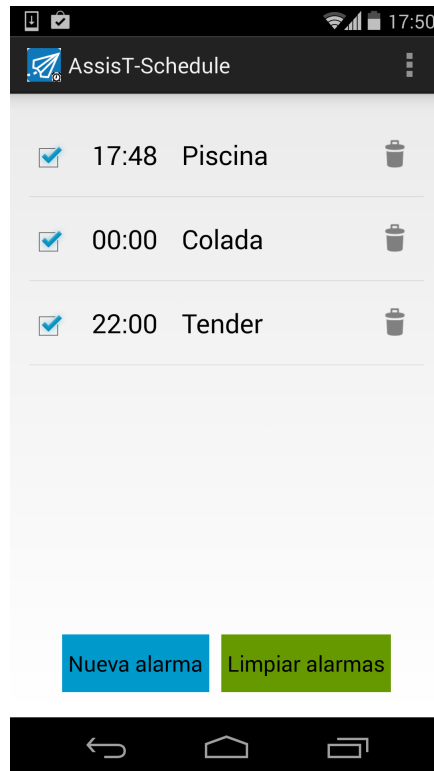 17:50
AssisT-Schedule
17:48 Piscina
00:00 Colada
22:00 Tender
Nueva alarma Limpiar alarmas